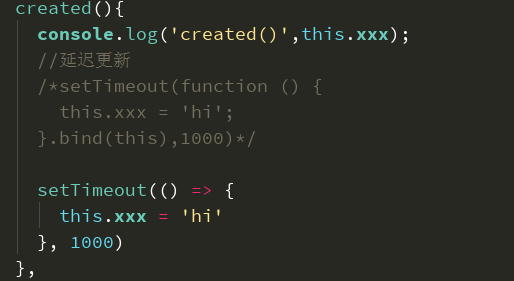 created(){
console.log('created()',this.xxx);
//延迟更新
/*setTimeout(function () {
this.xxx = 'hi';
}.bind(this),1000)*/
setTimeout(() => {
this.xxx = 'hi'
}, 1000)
},